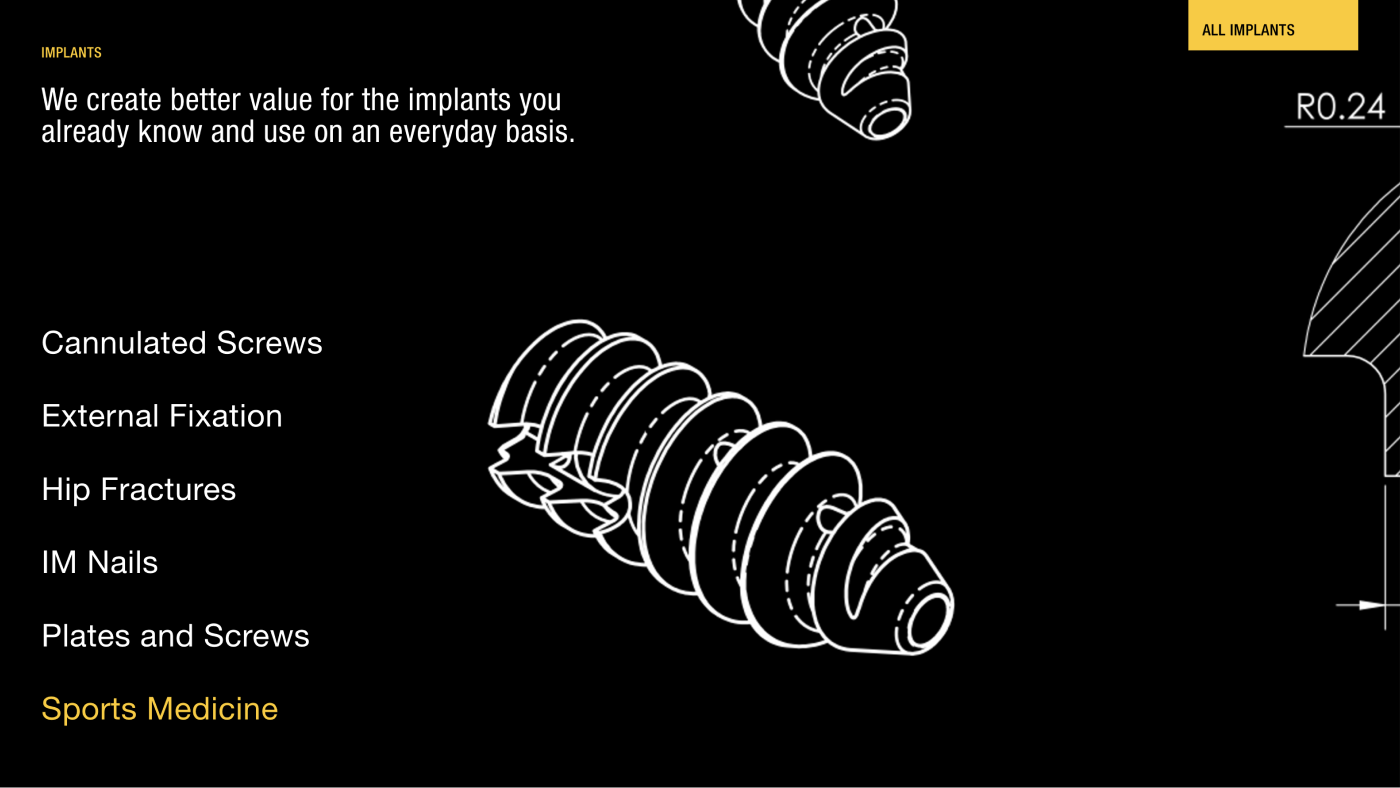 IMPLANTS
ALL IMPLANTS
We create better value for the implants you
already know and use on an everyday basis.
R0.24
Cannulated Screws
External Fixation
Hip Fractures
IM Nails
Plates and Screws
Sports Medicine